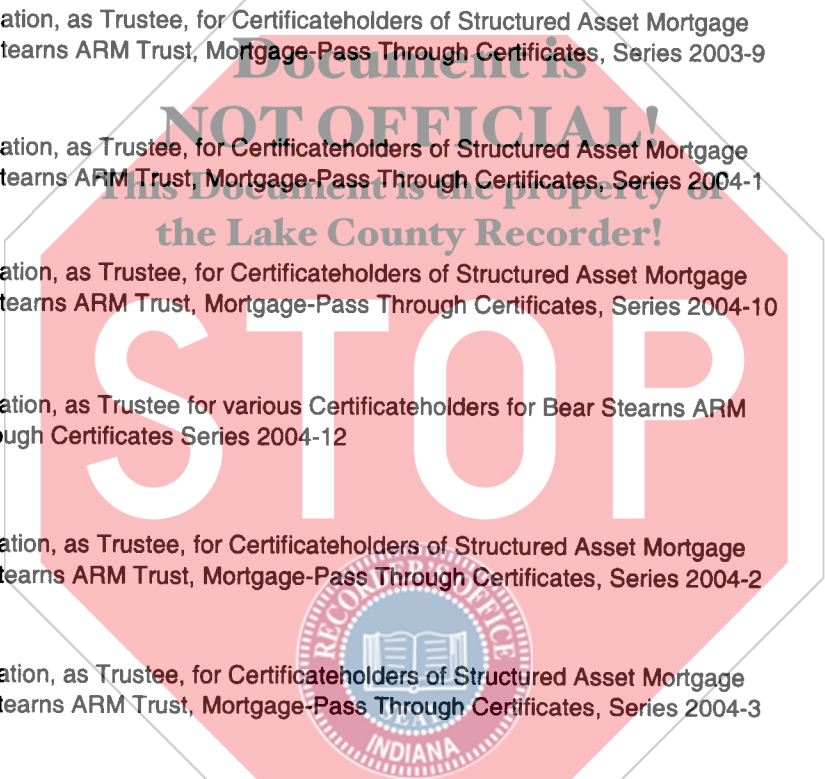 ation, as Trustee, for Certificateholders of Structured Asset Mortgage
tearns ARM Trust, Mortgage-Pass Through Certificates, Series 2003-9
Document is
NOT OFFICIAL!
ation, as Trustee, for Certificateholders of Structured Asset Mortgage
tearns ARM Trust, Mortgage-Pass Through Certificates, Series 2004-1
This Document is the property of
the Lake County Recorder!
ation, as Trustee, for Certificateholders of Structured Asset Mortgage
tearns ARM Trust, Mortgage-Pass Through Certificates, Series 2004-10
STOP
ation, as Trustee for various Certificateholders for Bear Stearns ARM
ugh Certificates Series 2004-12
ation, as Trustee, for Certificateholders of Structured Asset Mortgage
tearns ARM Trust, Mortgage-Pass Through Certificates, Series 2004-2
RECORDER'S OFFICE
ation, as Trustee, for Certificateholders of Structured Asset Mortgage
tearns ARM Trust, Mortgage-Pass Through Certificates, Series 2004-3
SEAL
INDIANA